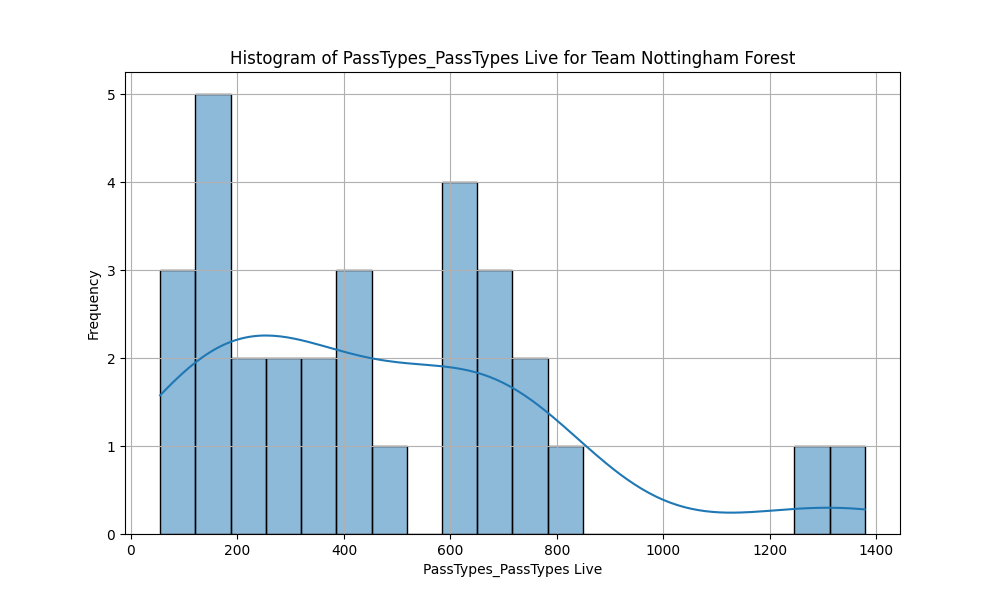 Histogram of PassTypes_PassTypes Live for Team Nottingham Forest
5
4
3
2
1
0
Frequency
0 200 400 600 800 1000 1200 1400
PassTypes_PassTypes Live